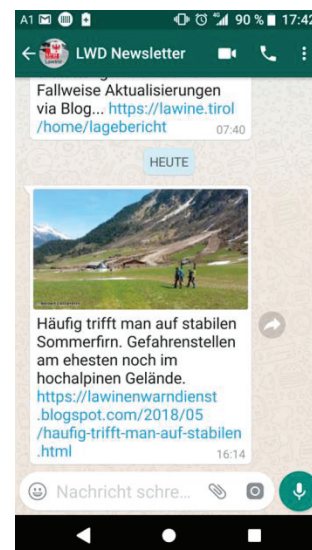 A1 90 % 17:42
LWD Newsletter
Fallweise Aktualisierungen
via Blog... https://lawine.tirol
/home/lagebericht 07:40
HEUTE
Häufig trifft man auf stabilen
Sommerfirn. Gefahrenstellen
am ehesten noch im
hochalpinen Gelände.
https://lawinenwarndienst
.blogspot.com/2018/05
/haufig-trifft-man-auf-stabilen
.html 16:14
Nachricht schre...